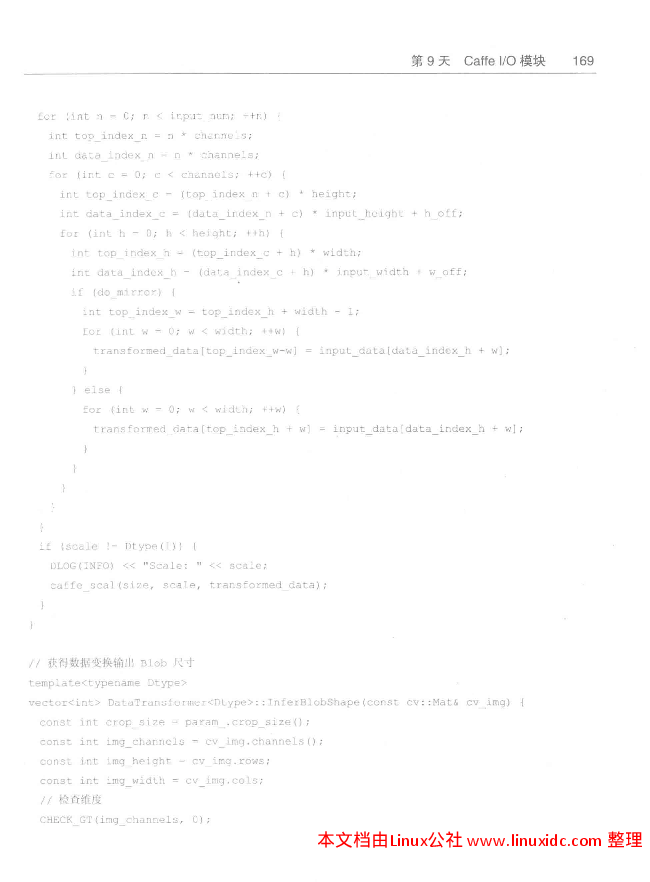 第 9 天 Caffe I/O 模块 169
for (int n = 0; n < input_num; ++n) {
int top_index_n = n * channels;
int data_index_n = n * channels;
for (int c = 0; c < channels; ++c) {
int top_index_c = (top_index_n + c) * height;
int data_index_c = (data_index_n + c) * input_height + h_off;
for (int h = 0; h < height; ++h) {
int top_index_h = (top_index_c + h) * width;
int data_index_h = (data_index_c + h) * input_width + w_off;
if (do_mirror) {
int top_index_w = top_index_h + width - 1;
for (int w = 0; w < width; ++w) {
transformed_data[top_index_w-w] = input_data[data_index_h + w];
}
} else {
for (int w = 0; w < width; ++w) {
transformed_data[top_index_h + w] = input_data[data_index_h + w];
}
}
}
}
}
if (scale != Dtype(1)) {
DLOG(INFO) << "Scale: " << scale;
caffe_scal(size, scale, transformed_data);
}
}
// 获得数据变换输出 Blob 尺寸
template<typename Dtype>
vector<int> DataTransformer<Dtype>::InferBlobShape(const cv::Mat& cv_img) {
const int crop_size = param_.crop_size();
const int img_channels = cv_img.channels();
const int img_height = cv_img.rows;
const int img_width = cv_img.cols;
// 检查维度
CHECK_GT(img_channels, 0);
本文档由Linux公社 www.linuxidc.com 整理